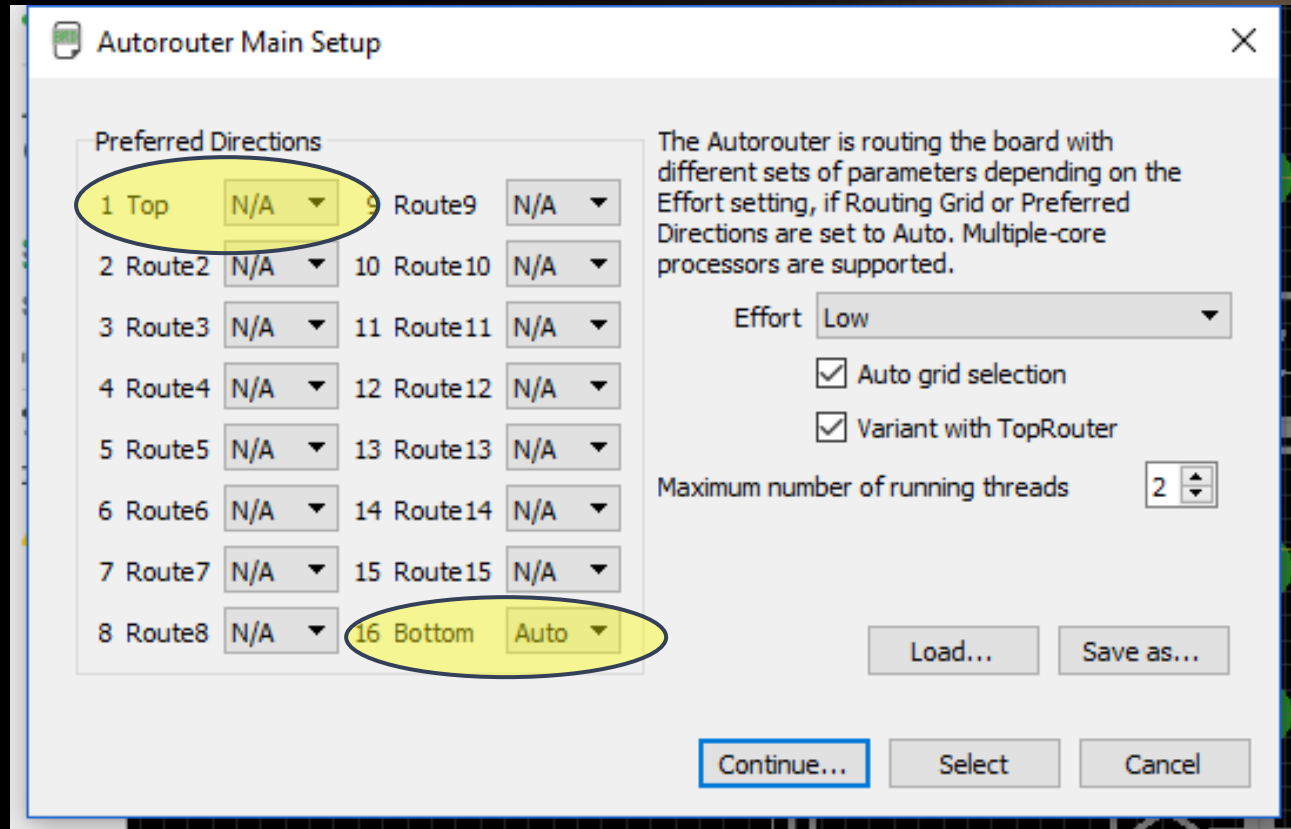 Autorouter Main Setup
Preferred Directions
1 Top N/A 9 Route9 N/A
2 Route2 N/A 10 Route10 N/A
3 Route3 N/A 11 Route11 N/A
4 Route4 N/A 12 Route12 N/A
5 Route5 N/A 13 Route13 N/A
6 Route6 N/A 14 Route14 N/A
7 Route7 N/A 15 Route15 N/A
8 Route8 N/A 16 Bottom Auto
The Autorouter is routing the board with
different sets of parameters depending on the
Effort setting, if Routing Grid or Preferred
Directions are set to Auto. Multiple-core
processors are supported.
Effort Low
Auto grid selection
Variant with TopRouter
Maximum number of running threads 2
Load... Save as...
Continue... Select Cancel